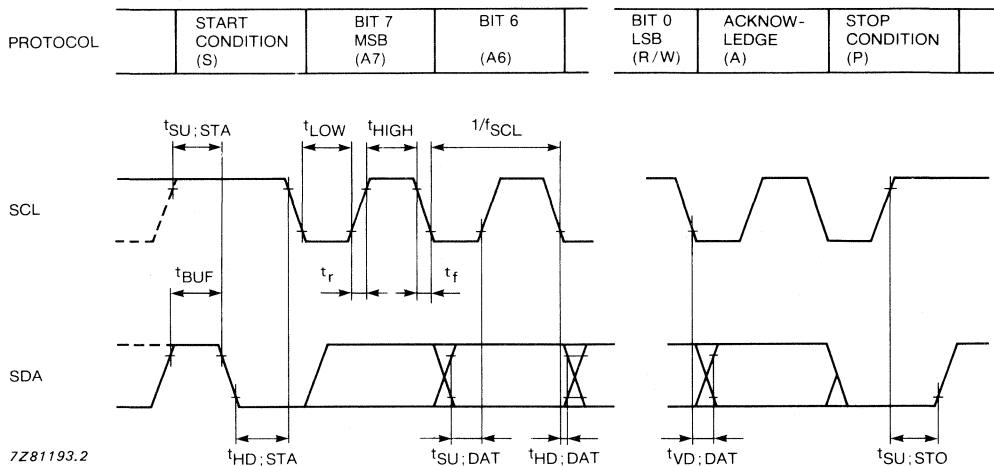 PROTOCOL
START
CONDITION
(S)
BIT 7
MSB
(A7)
BIT 6
(A6)
BIT 0
LSB
(R/W)
ACKNOW-
LEDGE
(A)
STOP
CONDITION
(P)
tSU;STA
tLOW
tHIGH
1/fSCL
SCL
tBUF
tr
tf
SDA
tHD;STA
tSU;DAT
tHD;DAT
tVD;DAT
tSU;STO
7Z81193.2